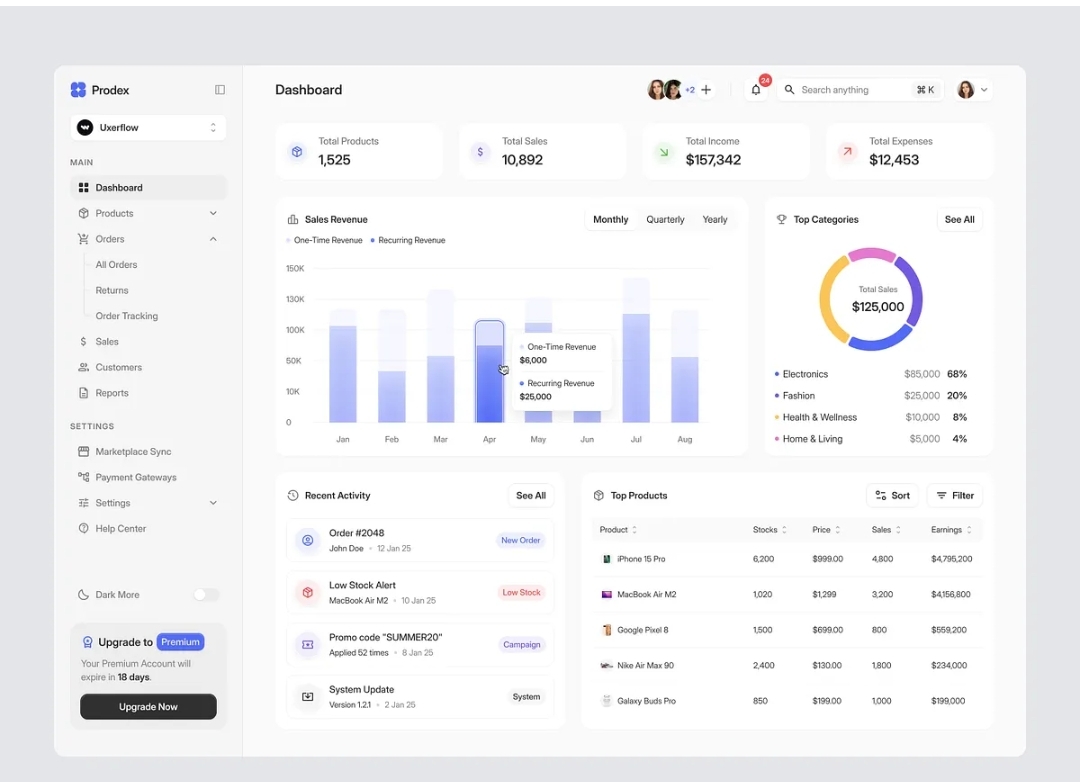 Prodex
Uxerflow
MAIN
Dashboard
Products
Orders
All Orders
Returns
Order Tracking
Sales
Customers
Reports
SETTINGS
Marketplace Sync
Payment Gateways
Settings
Help Center
Dark More
Upgrade to Premium
Your Premium Account will
expire in 18 days.
Upgrade Now
Dashboard
+2
24
Search anything
⌘ K
Total Products
1,525
Total Sales
10,892
Total Income
$157,342
Total Expenses
$12,453
Sales Revenue
Monthly Quarterly Yearly
One-Time Revenue Recurring Revenue
150K
130K
100K
50K
10K
0
One-Time Revenue
$6,000
Recurring Revenue
$25,000
Jan Feb Mar Apr May Jun Jul Aug
Top Categories
See All
Total Sales
$125,000
Electronics $85,000 68%
Fashion $25,000 20%
Health & Wellness $10,000 8%
Home & Living $5,000 4%
Recent Activity
See All
Order #2048
John Doe • 12 Jan 25
New Order
Low Stock Alert
MacBook Air M2 • 10 Jan 25
Low Stock
Promo code "SUMMER20"
Applied 52 times • 8 Jan 25
Campaign
System Update
Version 1.2.1 • 2 Jan 25
System
Top Products
Sort
Filter
Product Stocks Price Sales Earnings
iPhone 15 Pro 6,200 $999.00 4,800 $4,795,200
MacBook Air M2 1,020 $1,299 3,200 $4,156,800
Google Pixel 8 1,500 $699.00 800 $559,200
Nike Air Max 90 2,400 $130.00 1,800 $234,000
Galaxy Buds Pro 850 $199.00 1,000 $199,000